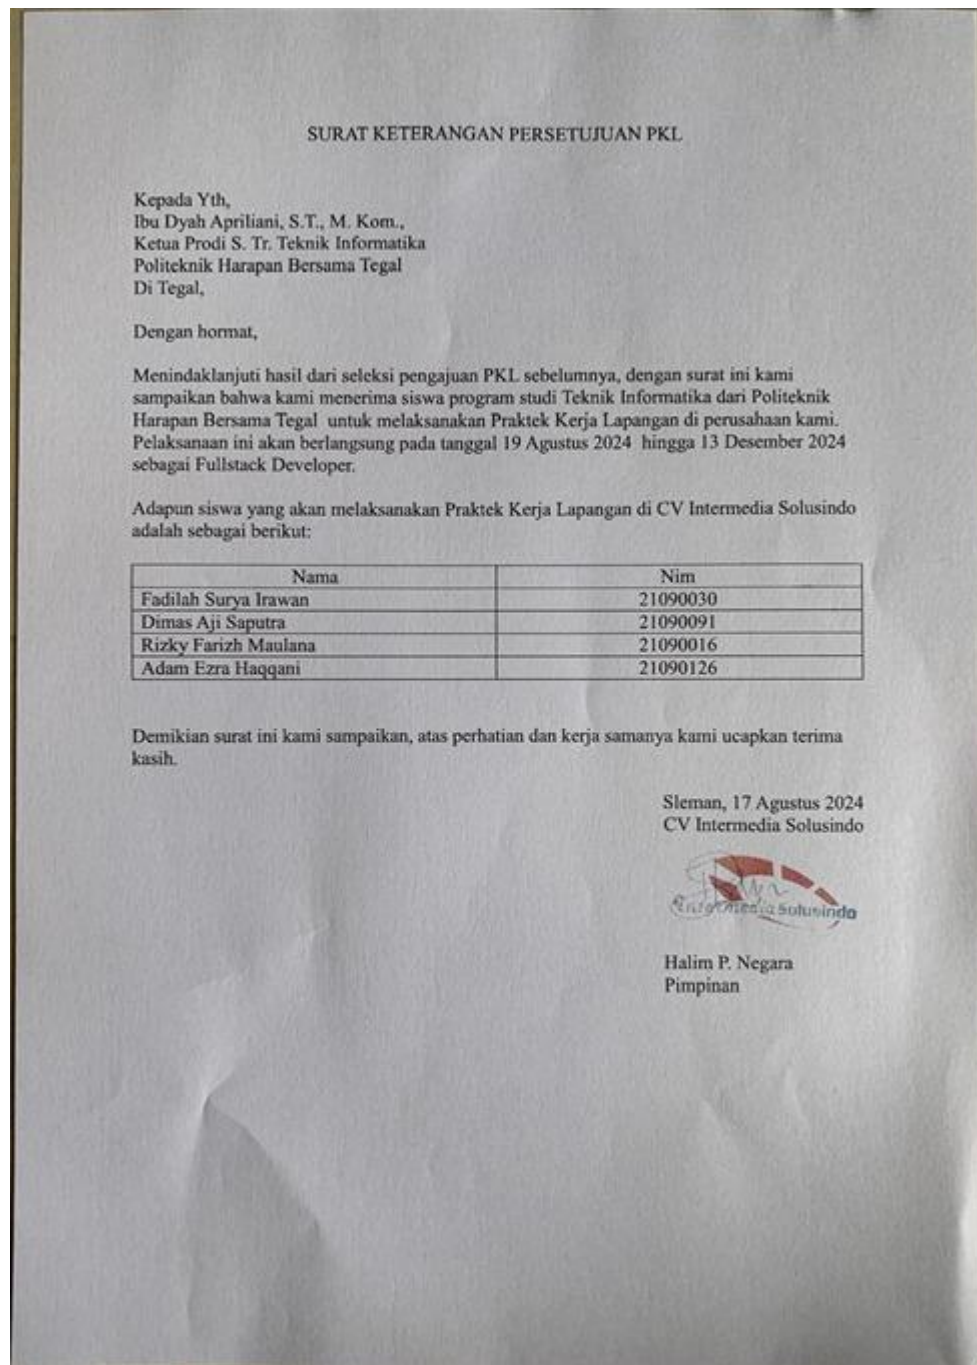 SURAT KETERANGAN PERSETUJUAN PKL
Kepada Yth,
Ibu Dyah Apriliani, S.T., M. Kom.,
Ketua Prodi S. Tr. Teknik Informatika
Politeknik Harapan Bersama Tegal
Di Tegal,
Dengan hormat,
Menindaklanjuti hasil dari seleksi pengajuan PKL sebelumnya, dengan surat ini kami
sampaikan bahwa kami menerima siswa program studi Teknik Informatika dari Politeknik
Harapan Bersama Tegal untuk melaksanakan Praktek Kerja Lapangan di perusahaan kami.
Pelaksanaan ini akan berlangsung pada tanggal 19 Agustus 2024 hingga 13 Desember 2024
sebagai Fullstack Developer.
Adapun siswa yang akan melaksanakan Praktek Kerja Lapangan di CV Intermedia Solusindo
adalah sebagai berikut:
Nama Nim
Fadilah Surya Irawan 21090030
Dimas Aji Saputra 21090091
Rizky Farizh Maulana 21090016
Adam Ezra Haqqani 21090126
Demikian surat ini kami sampaikan, atas perhatian dan kerja samanya kami ucapkan terima
kasih.
Sleman, 17 Agustus 2024
CV Intermedia Solusindo
Intermedia Solusindo
Halim P. Negara
Pimpinan